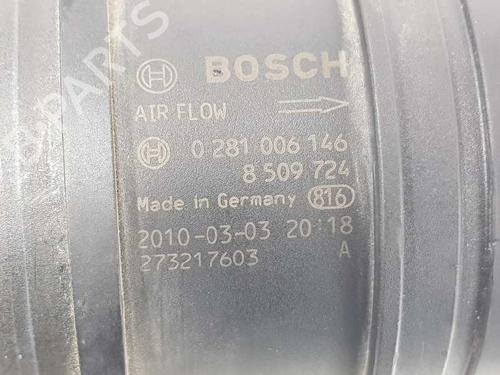 BOSCH
AIR FLOW
0 281 006 146
8 509 724
Made in Germany 816
2010-03-03 20:18
273217603 A
B-PARTS